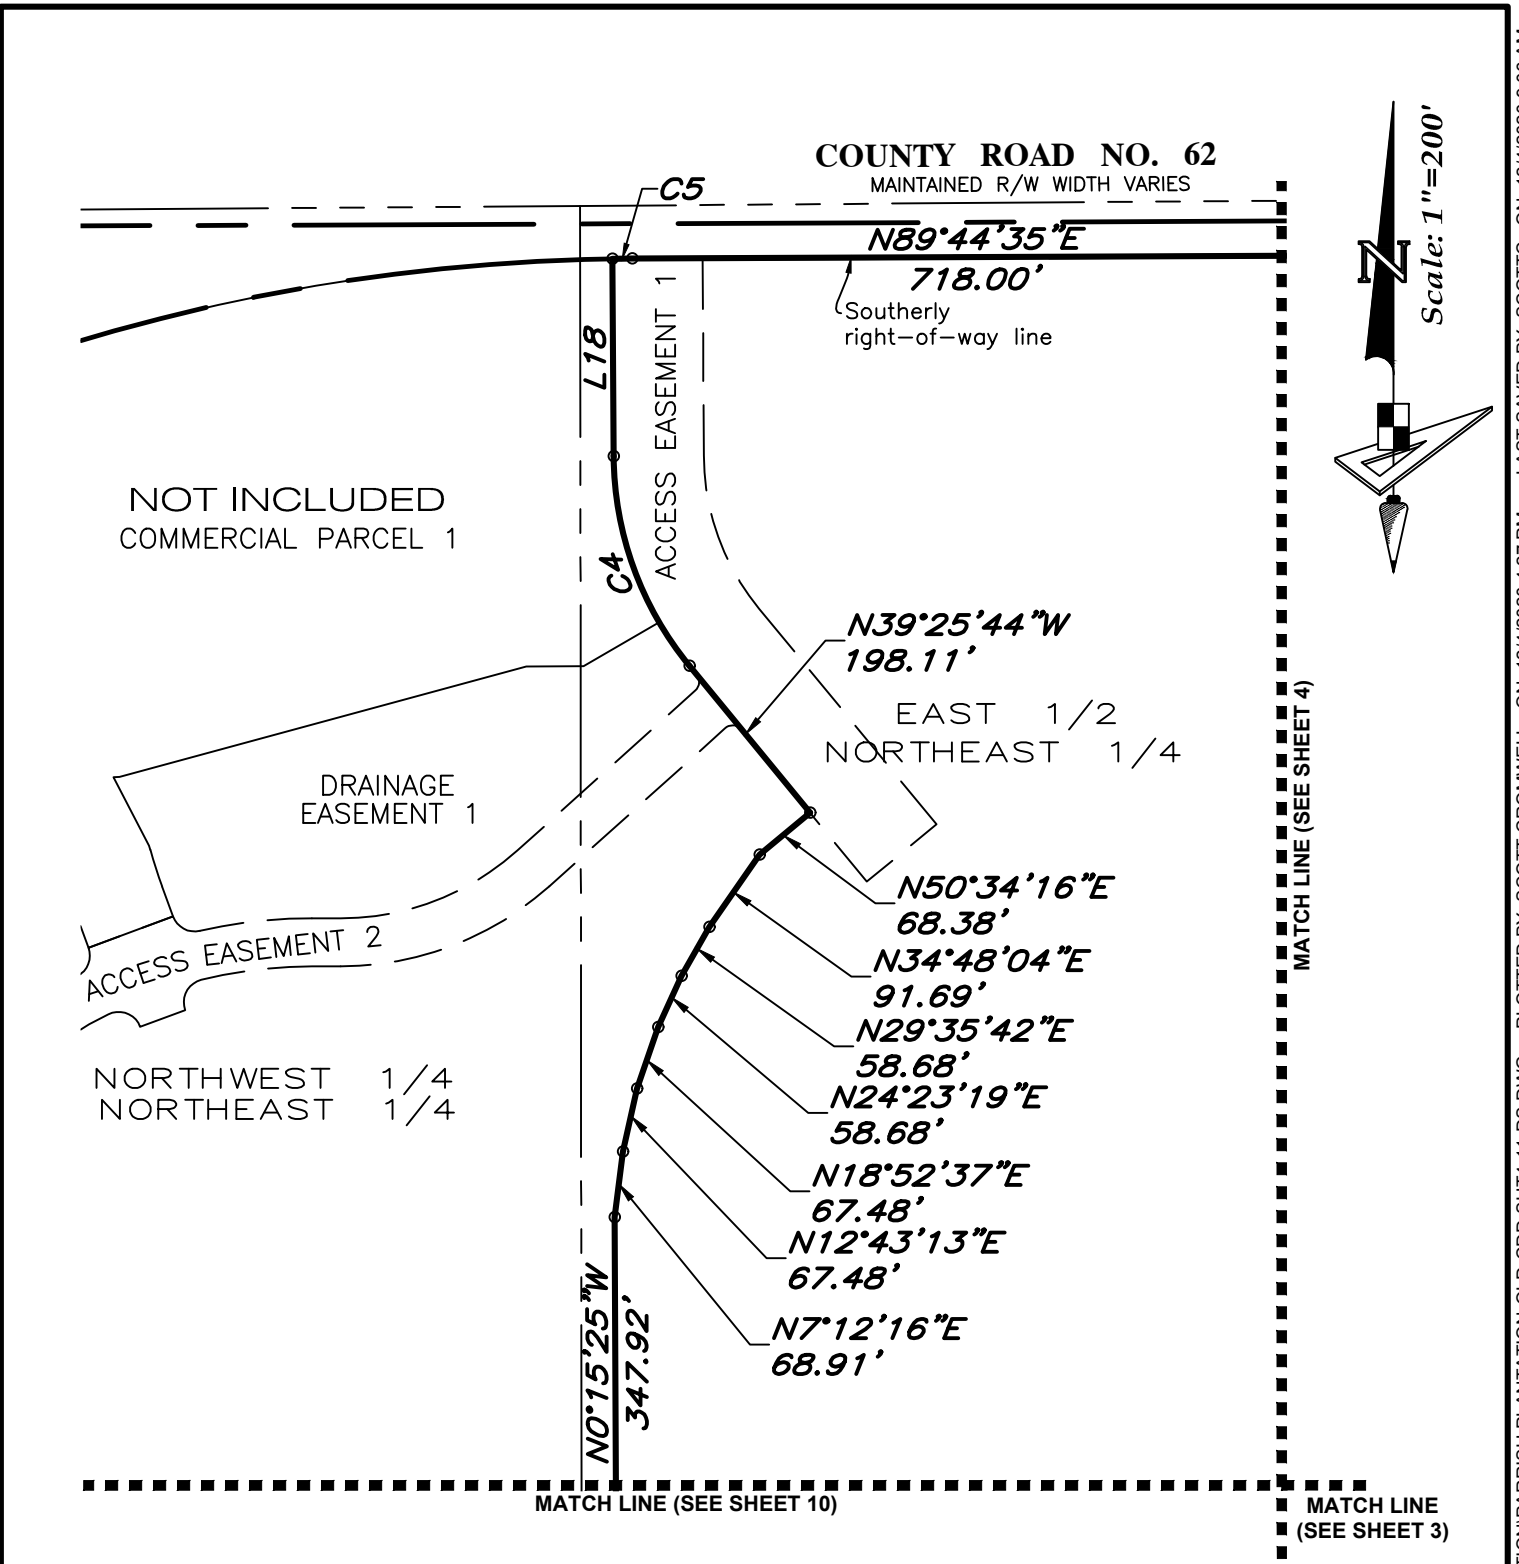 COUNTY ROAD NO. 62
MAINTAINED R/W WIDTH VARIES
C5
N89°44'35"E
718.00'
Southerly
right-of-way line
N
Scale: 1"=200'
L18
ACCESS EASEMENT 1
C4
NOT INCLUDED
COMMERCIAL PARCEL 1
N39°25'44"W
198.11'
EAST 1/2
NORTHEAST 1/4
MATCH LINE (SEE SHEET 4)
DRAINAGE
EASEMENT 1
ACCESS EASEMENT 2
N50°34'16"E
68.38'
N34°48'04"E
91.69'
N29°35'42"E
58.68'
N24°23'19"E
58.68'
N18°52'37"E
67.48'
N12°43'13"E
67.48'
N7°12'16"E
68.91'
NORTHWEST 1/4
NORTHEAST 1/4
N0°15'25"W
347.92'
MATCH LINE (SEE SHEET 10)
MATCH LINE
(SEE SHEET 3)